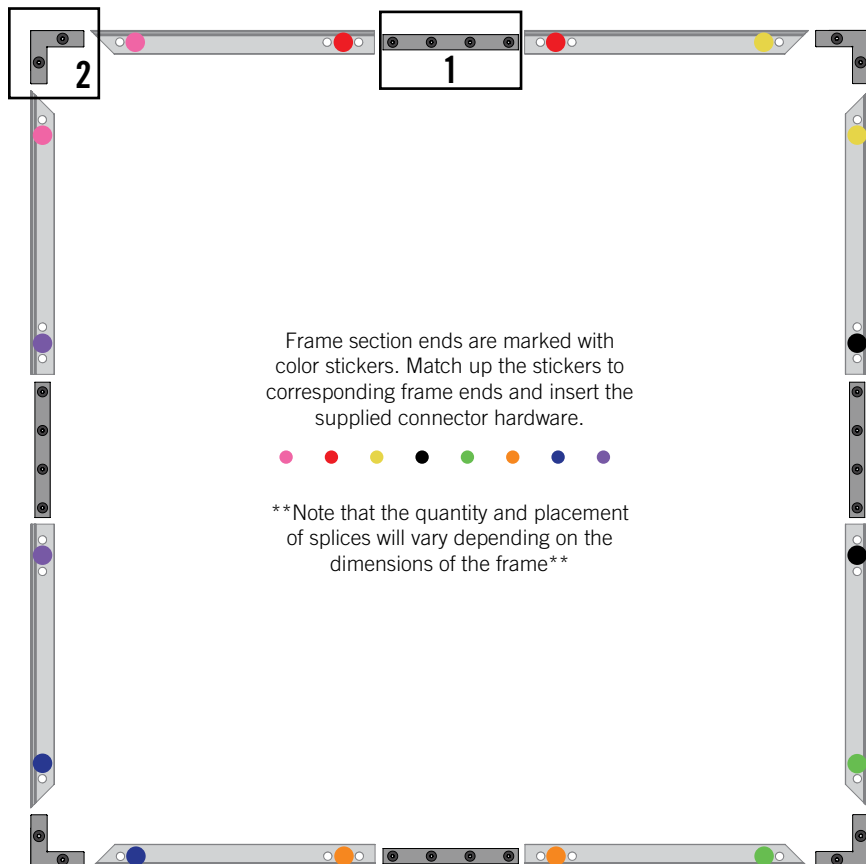 2
1
Frame section ends are marked with
color stickers. Match up the stickers to
corresponding frame ends and insert the
supplied connector hardware.
**Note that the quantity and placement
of splices will vary depending on the
dimensions of the frame**